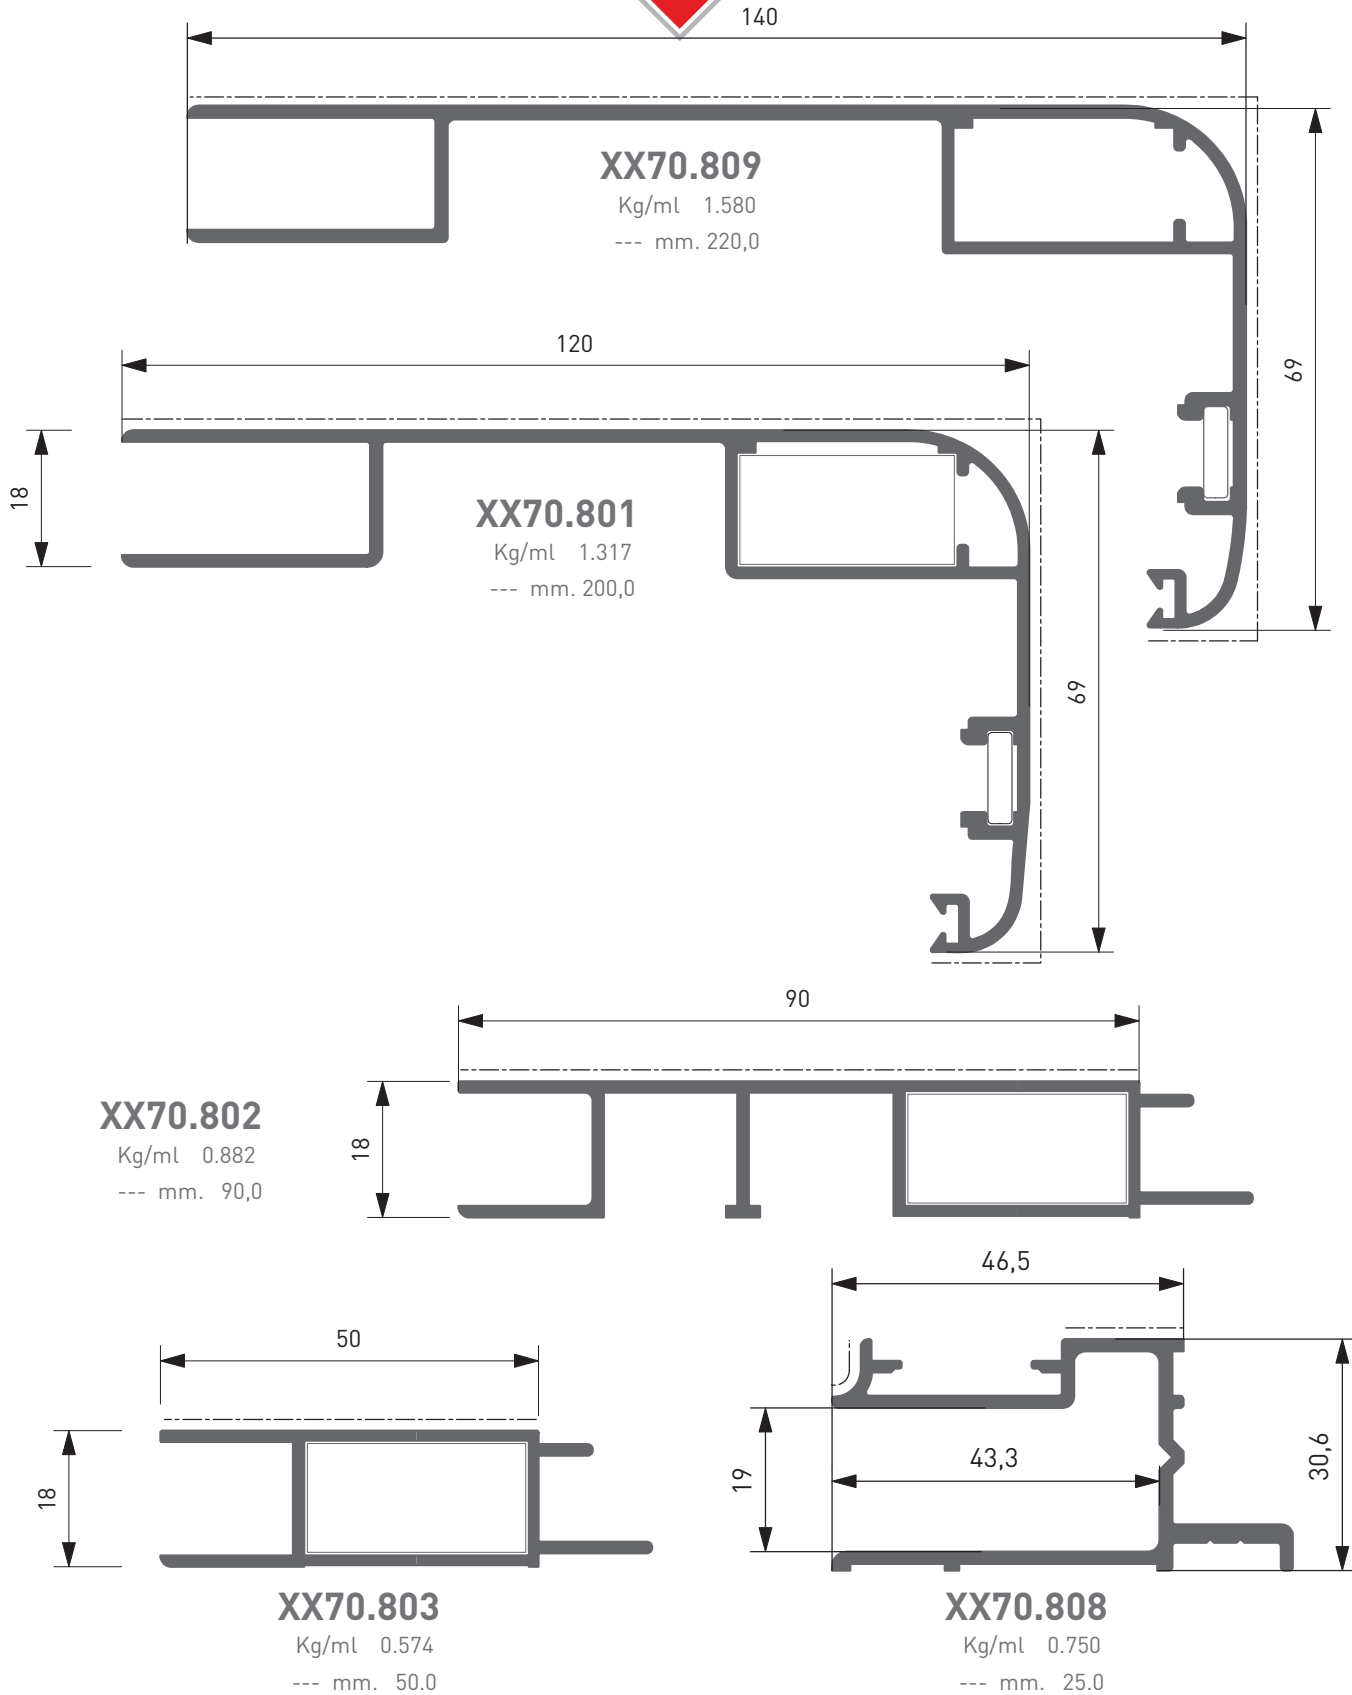 140
XX70.809
Kg/ml 1.580
--- mm. 220,0
69
120
18
XX70.801
Kg/ml 1.317
--- mm. 200,0
69
90
XX70.802
Kg/ml 0.882
--- mm. 90,0
18
46,5
50
18
19
43,3
30,6
XX70.803
Kg/ml 0.574
--- mm. 50.0
XX70.808
Kg/ml 0.750
--- mm. 25.0